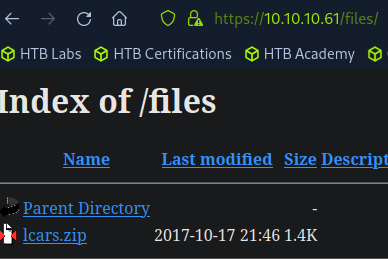 https://10.10.10.61/files/
HTB Labs HTB Certifications HTB Academy
Index of /files
Name Last modified Size Descript
Parent Directory -
lcars.zip 2017-10-17 21:46 1.4K